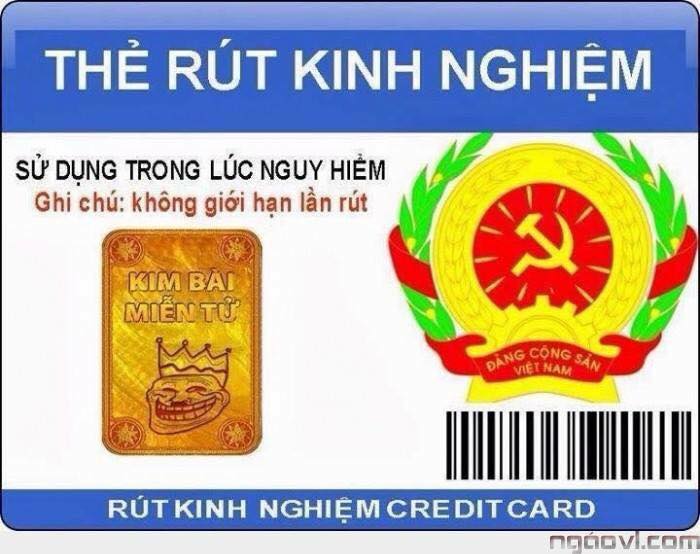 THẺ RÚT KINH NGHIỆM
SỬ DỤNG TRONG LÚC NGUY HIỂM
Ghi chú: không giới hạn lần rút
KIM BÀI
MIỄN TỬ
ĐẢNG CỘNG SẢN
VIỆT NAM
RÚT KINH NGHIỆM CREDIT CARD
ngáovl.com